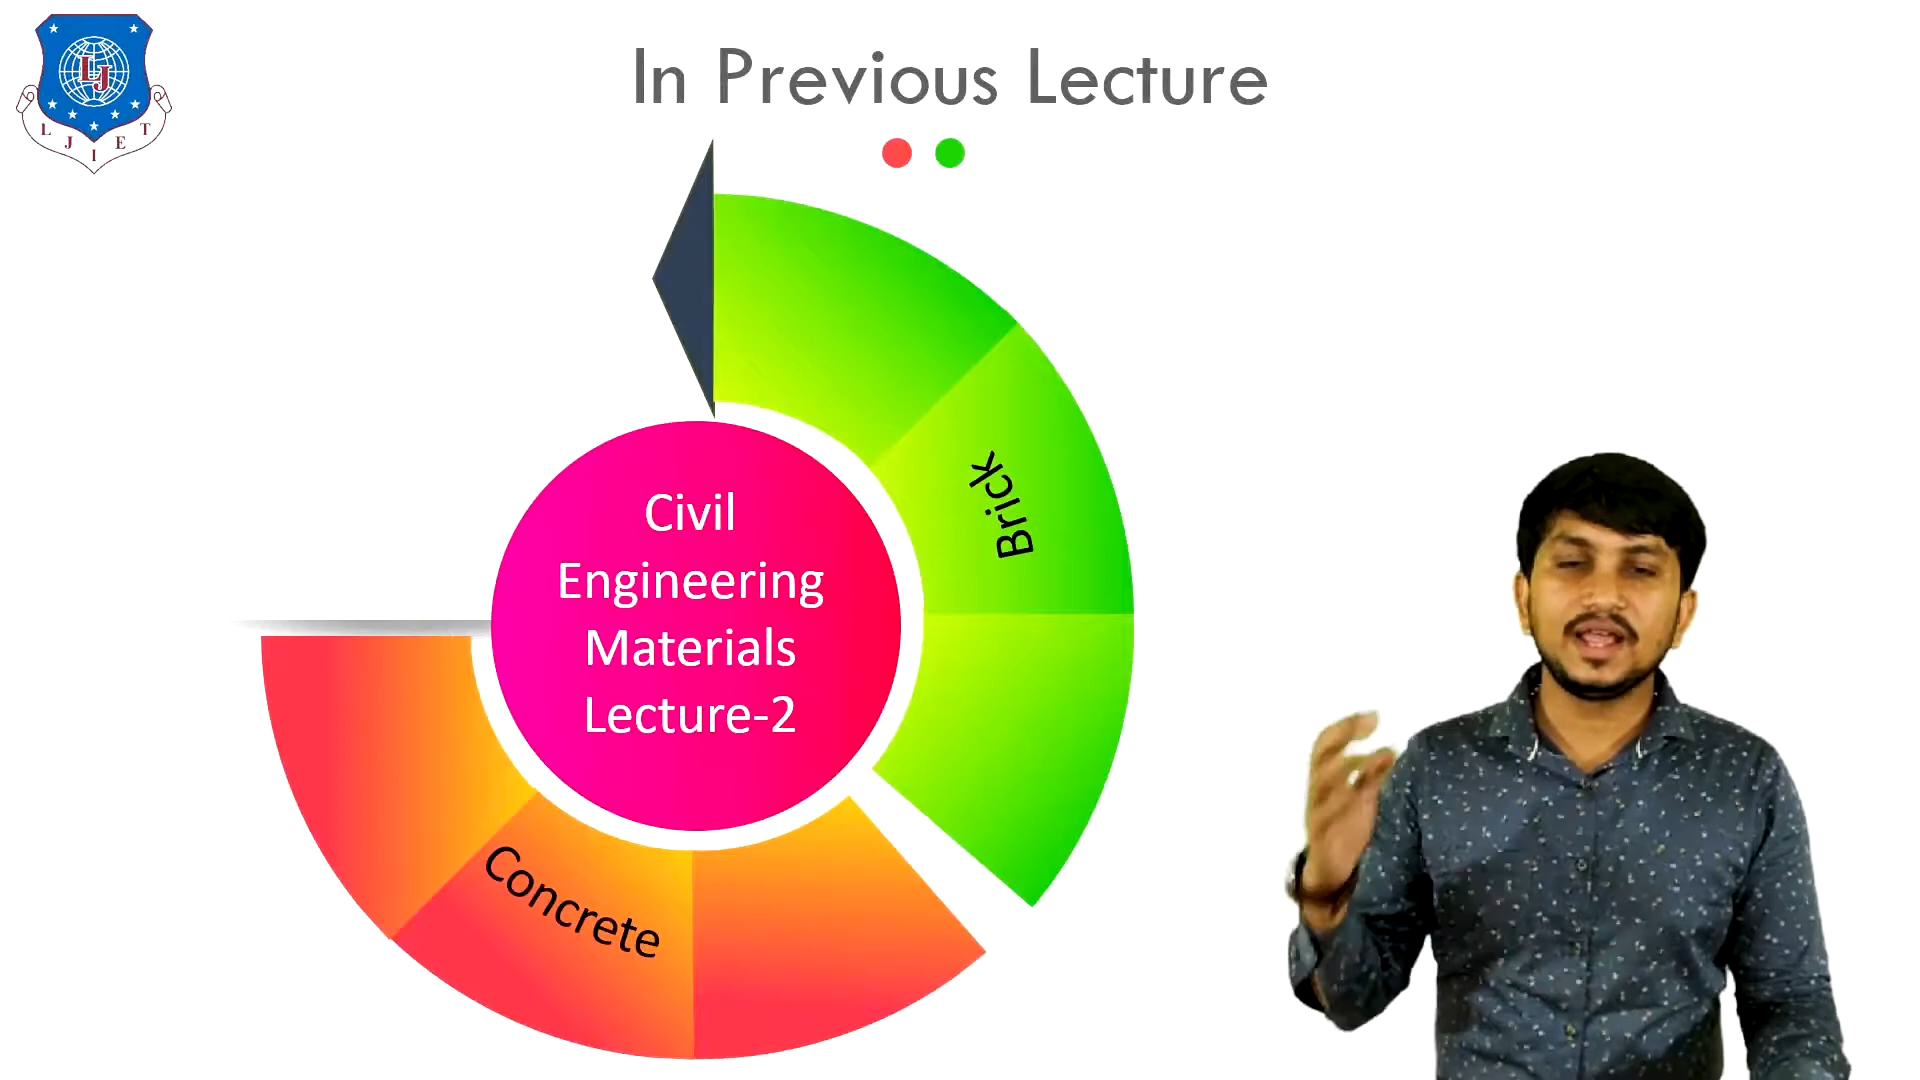 LJ
L J I E T
In Previous Lecture
Brick
Civil
Engineering
Materials
Lecture-2
Concrete